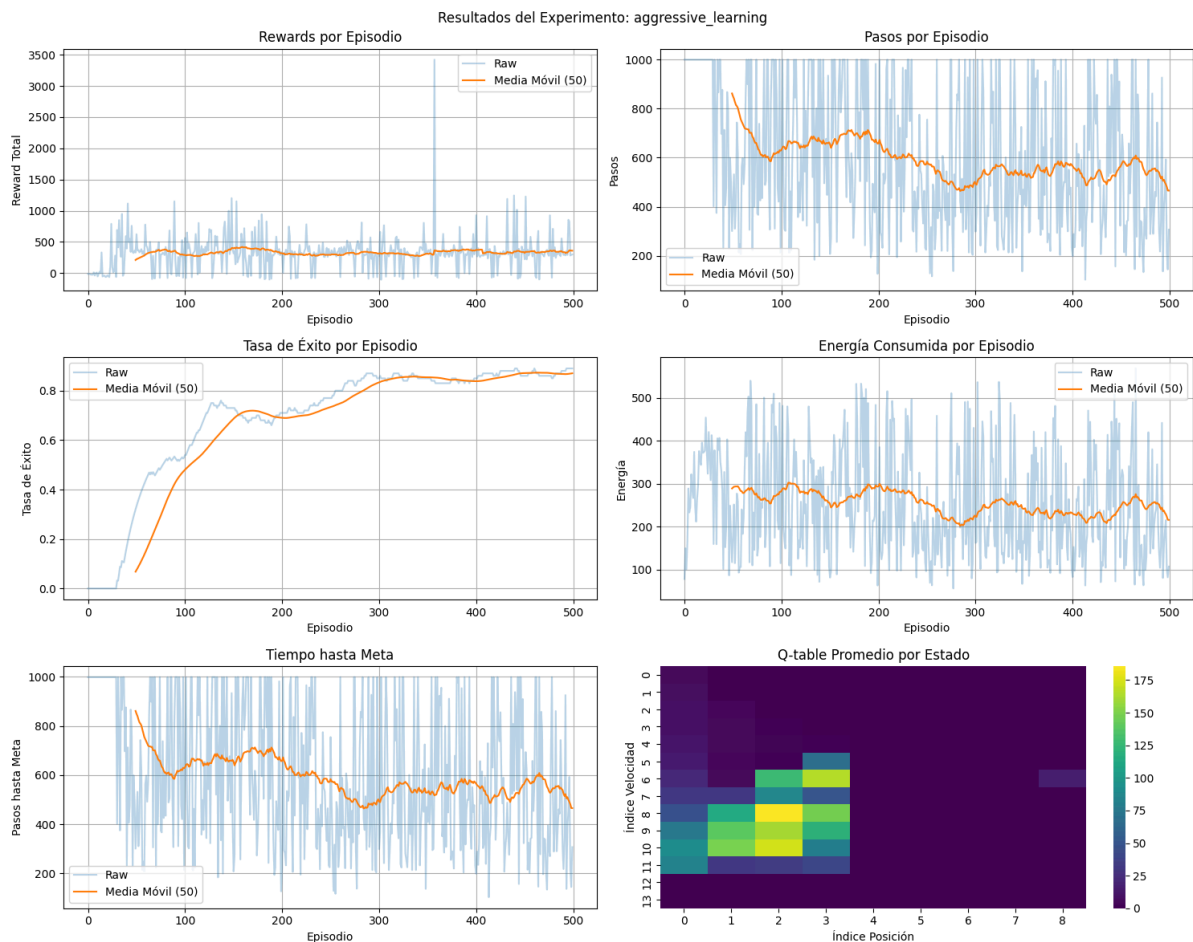 Resultados del Experimento: aggressive_learning
Rewards por Episodio
Reward Total
3500
3000
2500
2000
1500
1000
500
0
Raw
Media Móvil (50)
0 100 200 300 400 500
Episodio
Pasos por Episodio
Pasos
1000
800
600
400
200
Raw
Media Móvil (50)
0 100 200 300 400 500
Episodio
Tasa de Éxito por Episodio
Tasa de Éxito
0.8
0.6
0.4
0.2
0.0
Raw
Media Móvil (50)
0 100 200 300 400 500
Episodio
Energía Consumida por Episodio
Energía
500
400
300
200
100
Raw
Media Móvil (50)
0 100 200 300 400 500
Episodio
Tiempo hasta Meta
Pasos hasta Meta
1000
800
600
400
200
Raw
Media Móvil (50)
0 100 200 300 400 500
Episodio
Q-table Promedio por Estado
Índice Velocidad
0
1
2
3
4
5
6
7
8
9
10
11
12
13
0 1 2 3 4 5 6 7 8
Índice Posición
175
150
125
100
75
50
25
0